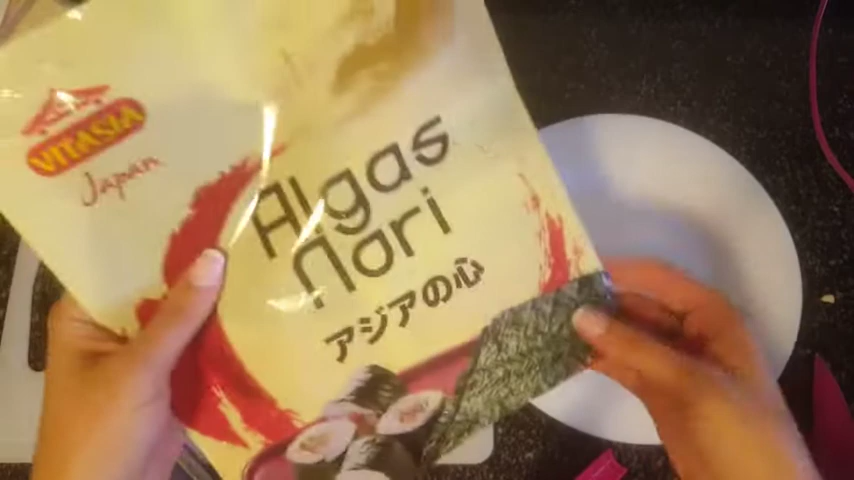 VITASIA
Japan
Algas
Nori
アジアの心